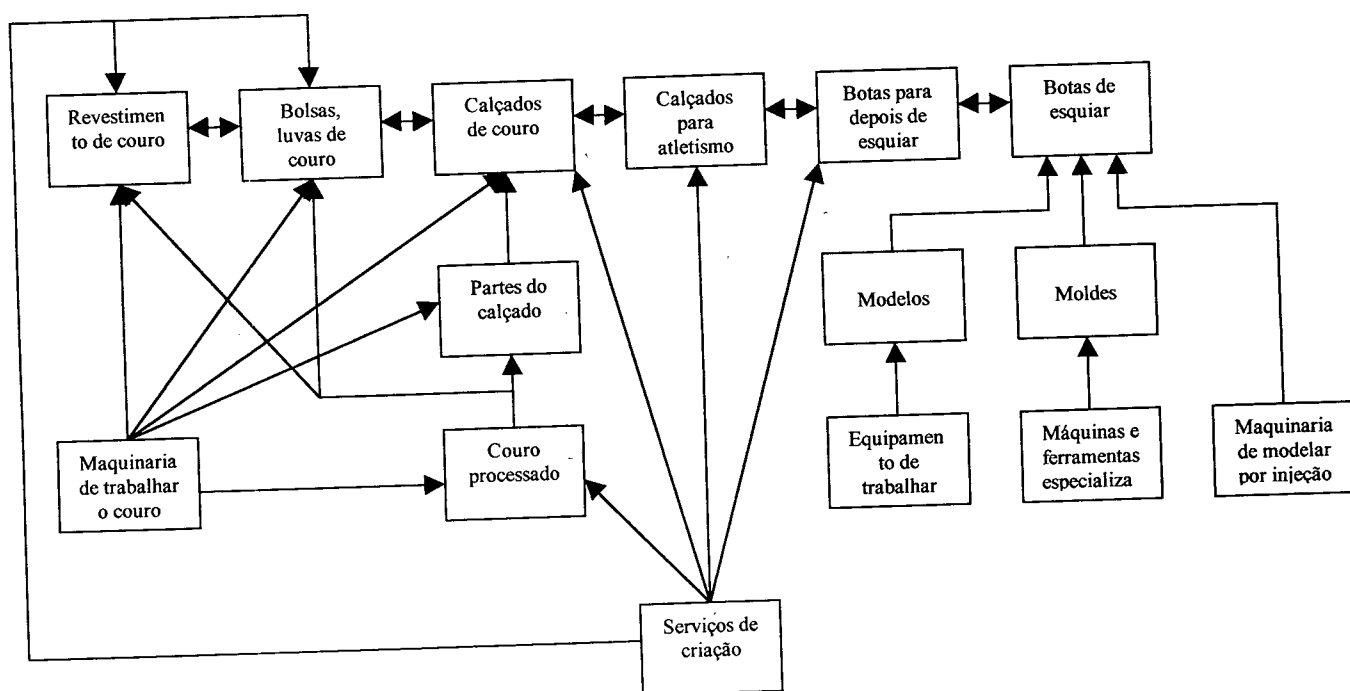 Revestimen
to de couro
Bolsas,
luvas de
couro
Calçados
de couro
Calçados
para
atletismo
Botas para
depois de
esquiar
Botas de
esquiar
Partes do
calçado
Modelos
Moldes
Maquinaria
de trabalhar
o couro
Couro
processado
Equipamen
to de
trabalhar
Máquinas e
ferramentas
especializa
Maquinaria
de modelar
por injeção
Serviços de
criação